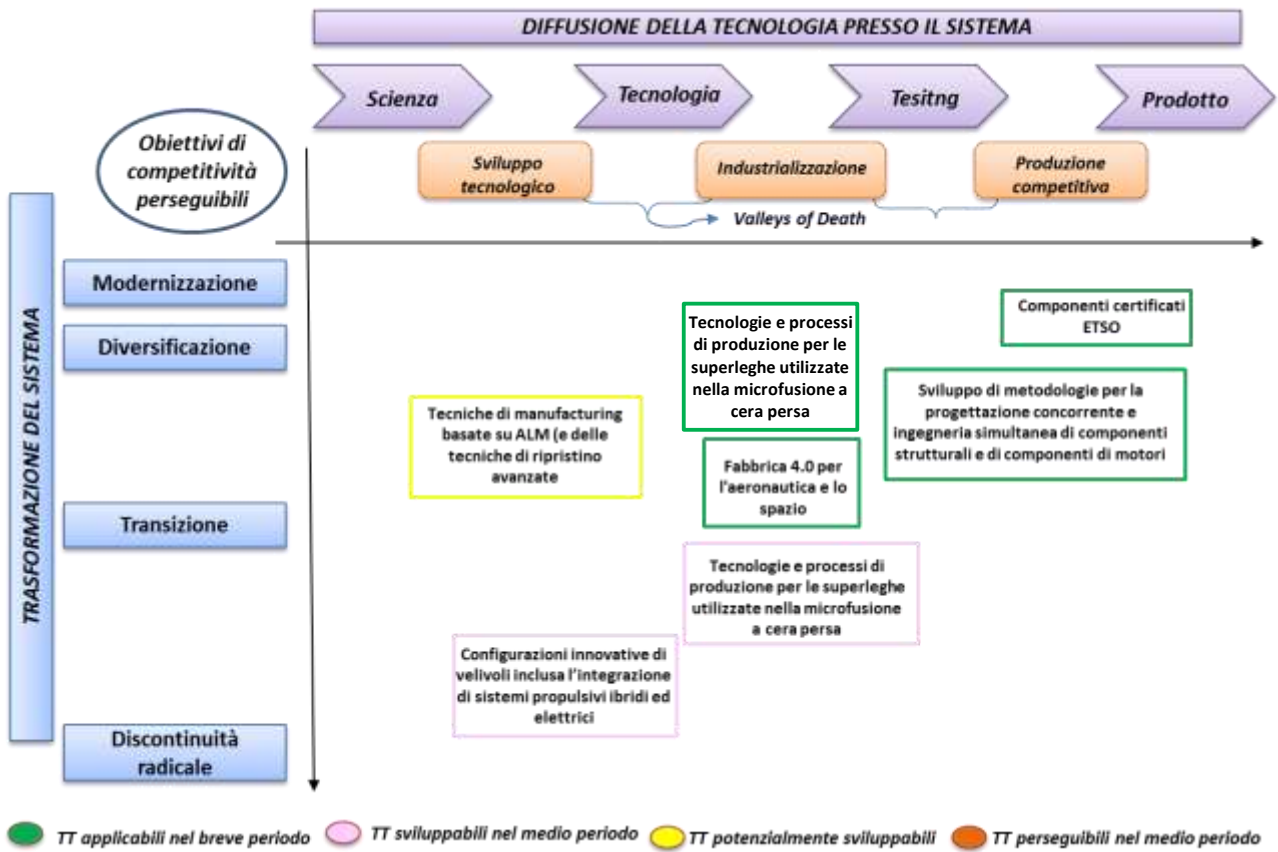 DIFFUSIONE DELLA TECNOLOGIA PRESSO IL SISTEMA
Scienza
Tecnologia
Tesitng
Prodotto
Obiettivi di
competitività
perseguibili
Sviluppo
tecnologico
Industrializzazione
Produzione
competitiva
Valleys of Death
TRASFORMAZIONE DEL SISTEMA
Modernizzazione
Diversificazione
Transizione
Discontinuità
radicale
Componenti certificati
ETSO
Tecnologie e processi
di produzione per le
superleghe utilizzate
nella microfusione a
cera persa
Sviluppo di metodologie per la
progettazione concorrente e
ingegneria simultanea di componenti
strutturali e di componenti di motori
Tecniche di manufacturing
basate su ALM (e delle
tecniche di ripristino
avanzate
Fabbrica 4.0 per
l'aeronautica e lo
spazio
Tecnologie e processi di
produzione per le superleghe
utilizzate nella microfusione
a cera persa
Configurazioni innovative di
velivoli inclusa l'integrazione
di sistemi propulsivi ibridi ed
elettrici
TT applicabili nel breve periodo
TT sviluppabili nel medio periodo
TT potenzialmente sviluppabili
TT perseguibili nel medio periodo